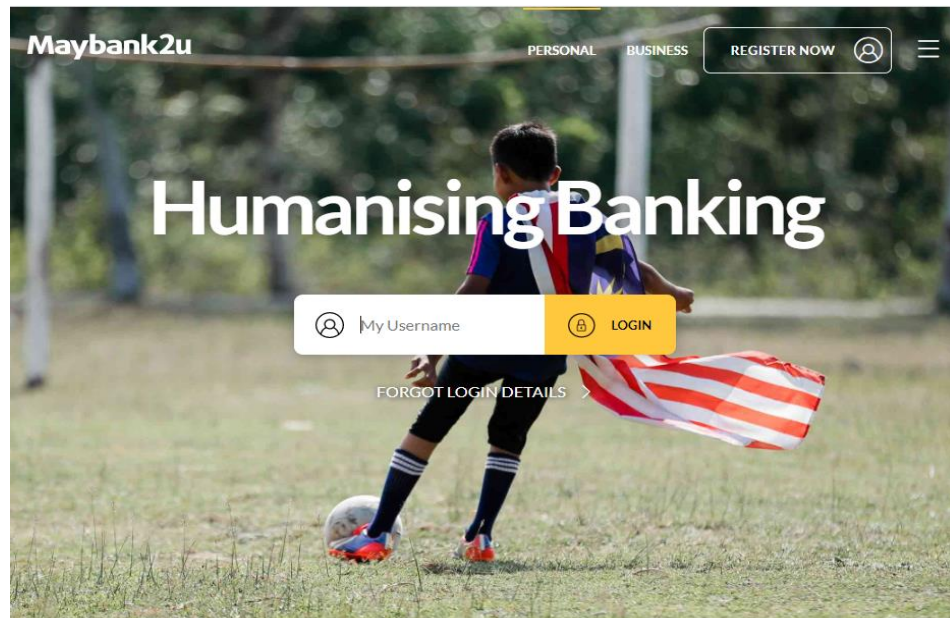 Maybank2u
PERSONAL BUSINESS REGISTER NOW
Humanising Banking
My Username LOGIN
FORGOT LOGIN DETAILS